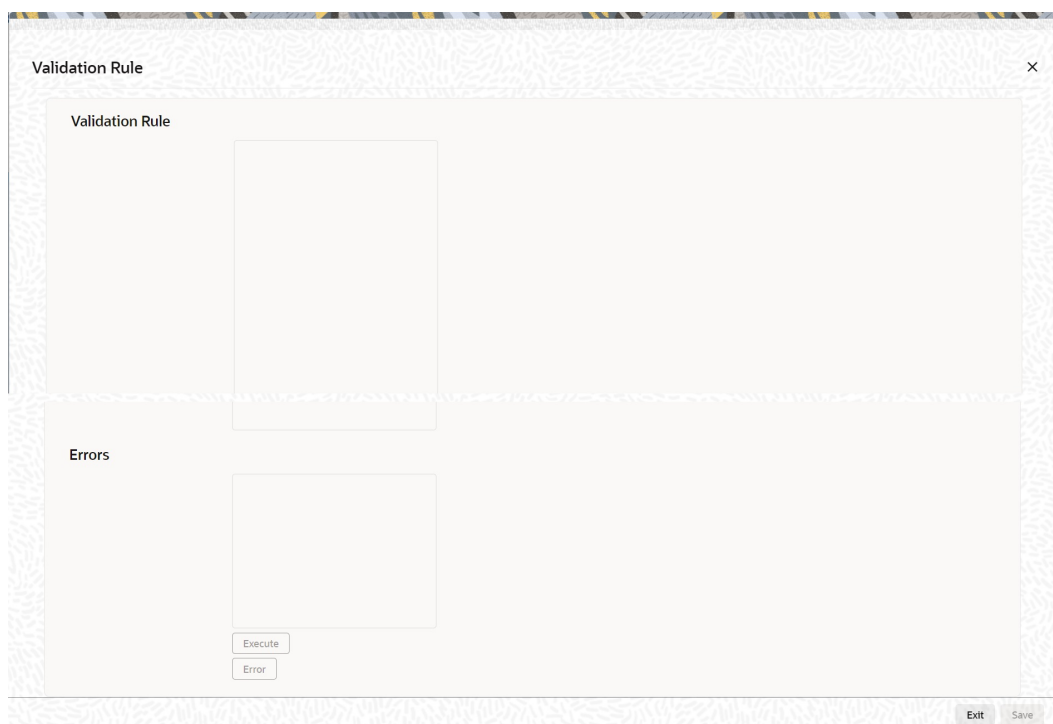 Validation Rule
Validation Rule
Errors
Execute
Error
Exit Save